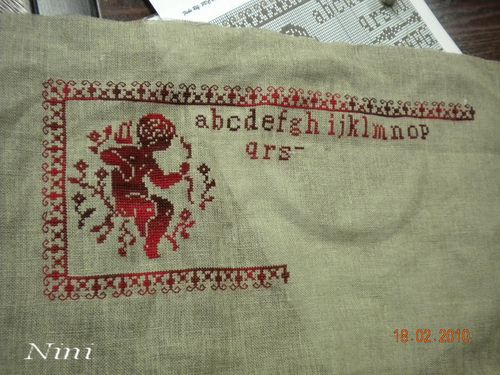 abcdefghijklmnop
qrs
18.02.2010
Nini